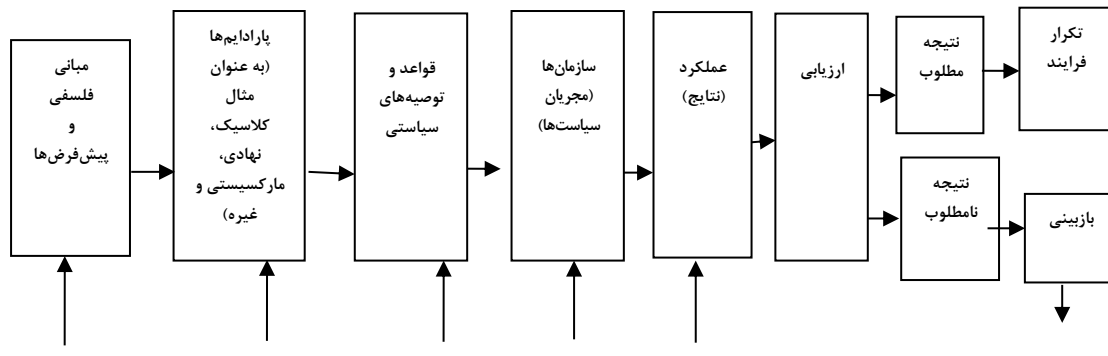 مبانی
فلسفی
و
پیش‌فرض‌ها
پارادایم‌ها
(به عنوان
مثال
کلاسیک،
نهادی،
مارکسیستی و
غیره)
قواعد و
توصیه‌های
سیاستی
سازمان‌ها
(مجریان
سیاست‌ها)
عملکرد
(نتایج)
ارزیابی
نتیجه
مطلوب
تکرار
فرایند
نتیجه
نامطلوب
بازبینی